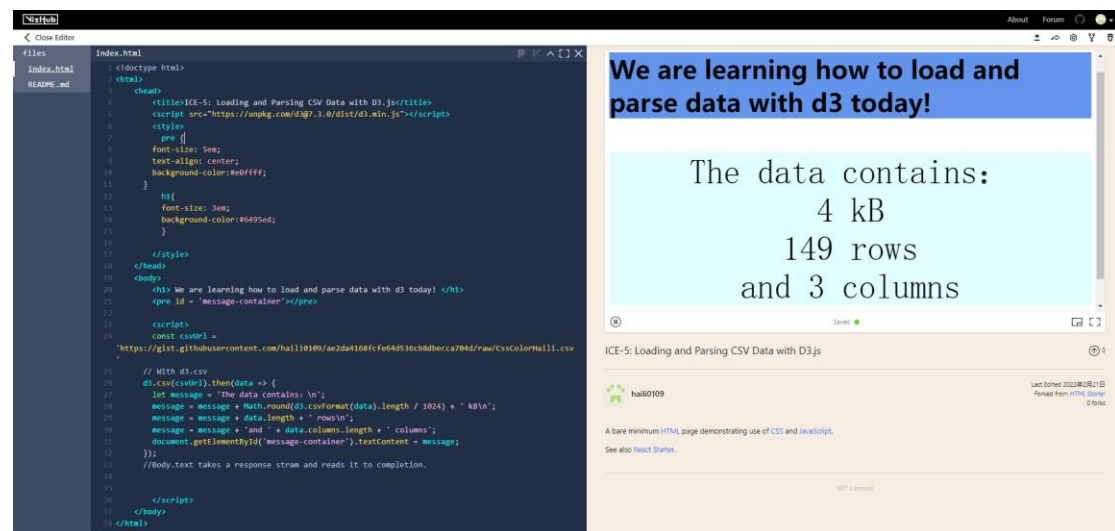 VizHub
About Forum
Close Editor
files
index.html
README.md
index.html
1 <!doctype html>
2 <html>
3 <head>
4 <title>ICE-5: Loading and Parsing CSV Data with D3.js</title>
5 <script src="https://unpkg.com/d3@7.3.0/dist/d3.min.js"></script>
6 <style>
7 pre {
8 font-size: 5em;
9 text-align: center;
10 background-color:#e0ffff;
11 }
12 h1{
13 font-size: 3em;
14 background-color:#6495ed;
15 }
16
17 </style>
18 </head>
19 <body>
20 <h1> We are learning how to load and parse data with d3 today! </h1>
21 <pre id = 'message-container'></pre>
22
23 <script>
24 const csvUrl =
'https://gist.githubusercontent.com/haili0109/ae2da4168fcfe64d536cb8dbecca704d/raw/CssColorHaili.csv
'
25 // With d3.csv
26 d3.csv(csvUrl).then(data => {
27 let message = 'The data contains: \n';
28 message = message + Math.round(d3.csvFormat(data).length / 1024) + ' kB\n';
29 message = message + data.length + ' rows\n';
30 message = message + 'and ' + data.columns.length + ' columns';
31 document.getElementById('message-container').textContent = message;
32 });
33 //Body.text takes a response stram and reads it to completion.
34
35
36 </script>
37 </body>
38 </html>
We are learning how to load and
parse data with d3 today!
The data contains:
4 kB
149 rows
and 3 columns
Saved
ICE-5: Loading and Parsing CSV Data with D3.js
0
haili0109
Last Edited 2022年2月21日
Forked from HTML Starter
0 forks
A bare minimum HTML page demonstrating use of CSS and JavaScript.
See also React Starter.
MIT Licensed